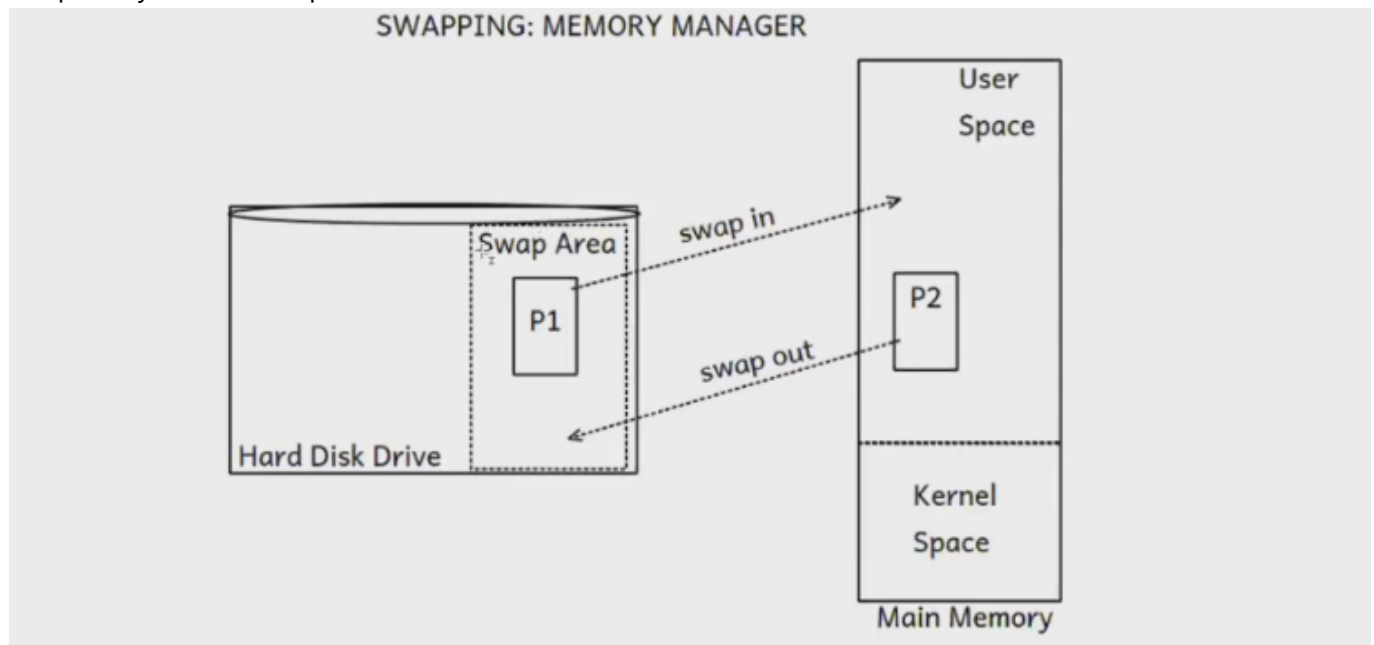 SWAPPING: MEMORY MANAGER
User
Space
swap in
Swap Area
P1
P2
swap out
Hard Disk Drive
Kernel
Space
Main Memory